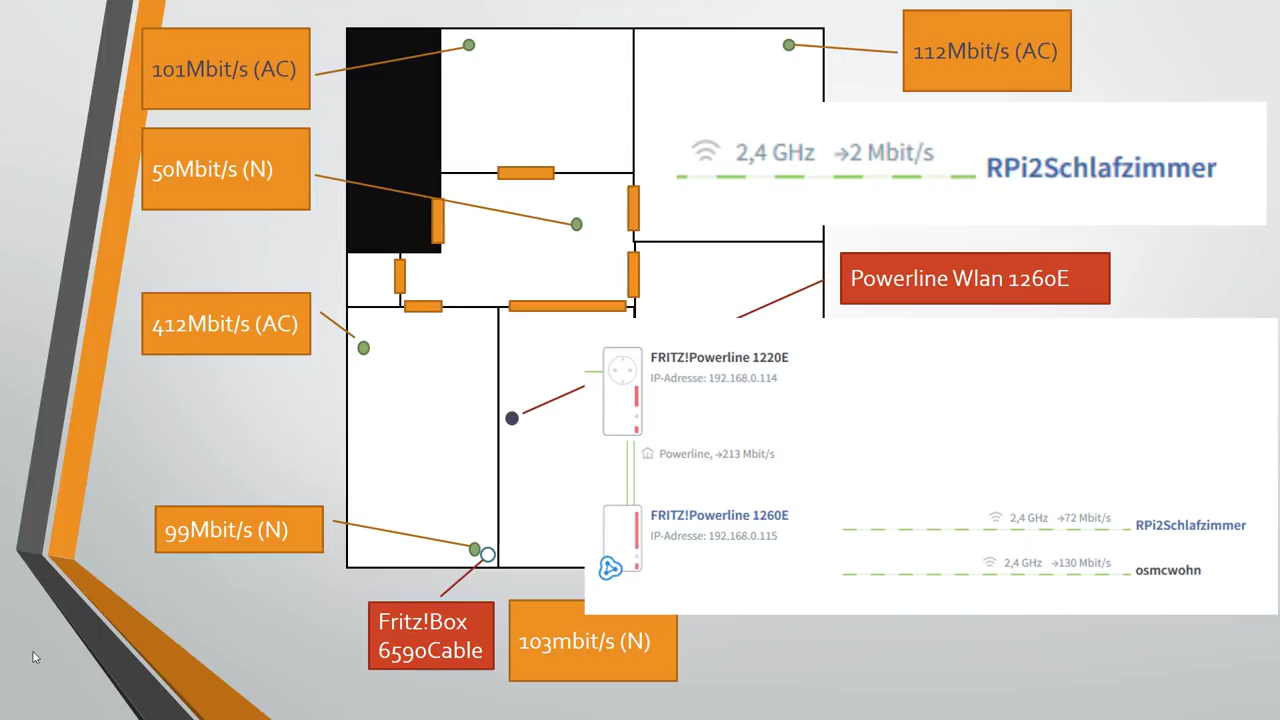 101Mbit/s (AC)
112Mbit/s (AC)
2,4 GHz →2 Mbit/s
RPi2Schlafzimmer
50Mbit/s (N)
Powerline Wlan 1260E
412Mbit/s (AC)
FRITZ!Powerline 1220E
IP-Adresse: 192.168.0.114
Powerline, →213 Mbit/s
FRITZ!Powerline 1260E
IP-Adresse: 192.168.0.115
2,4 GHz →72 Mbit/s
RPi2Schlafzimmer
2,4 GHz →130 Mbit/s
osmcwohn
99Mbit/s (N)
Fritz!Box
6590Cable
103mbit/s (N)